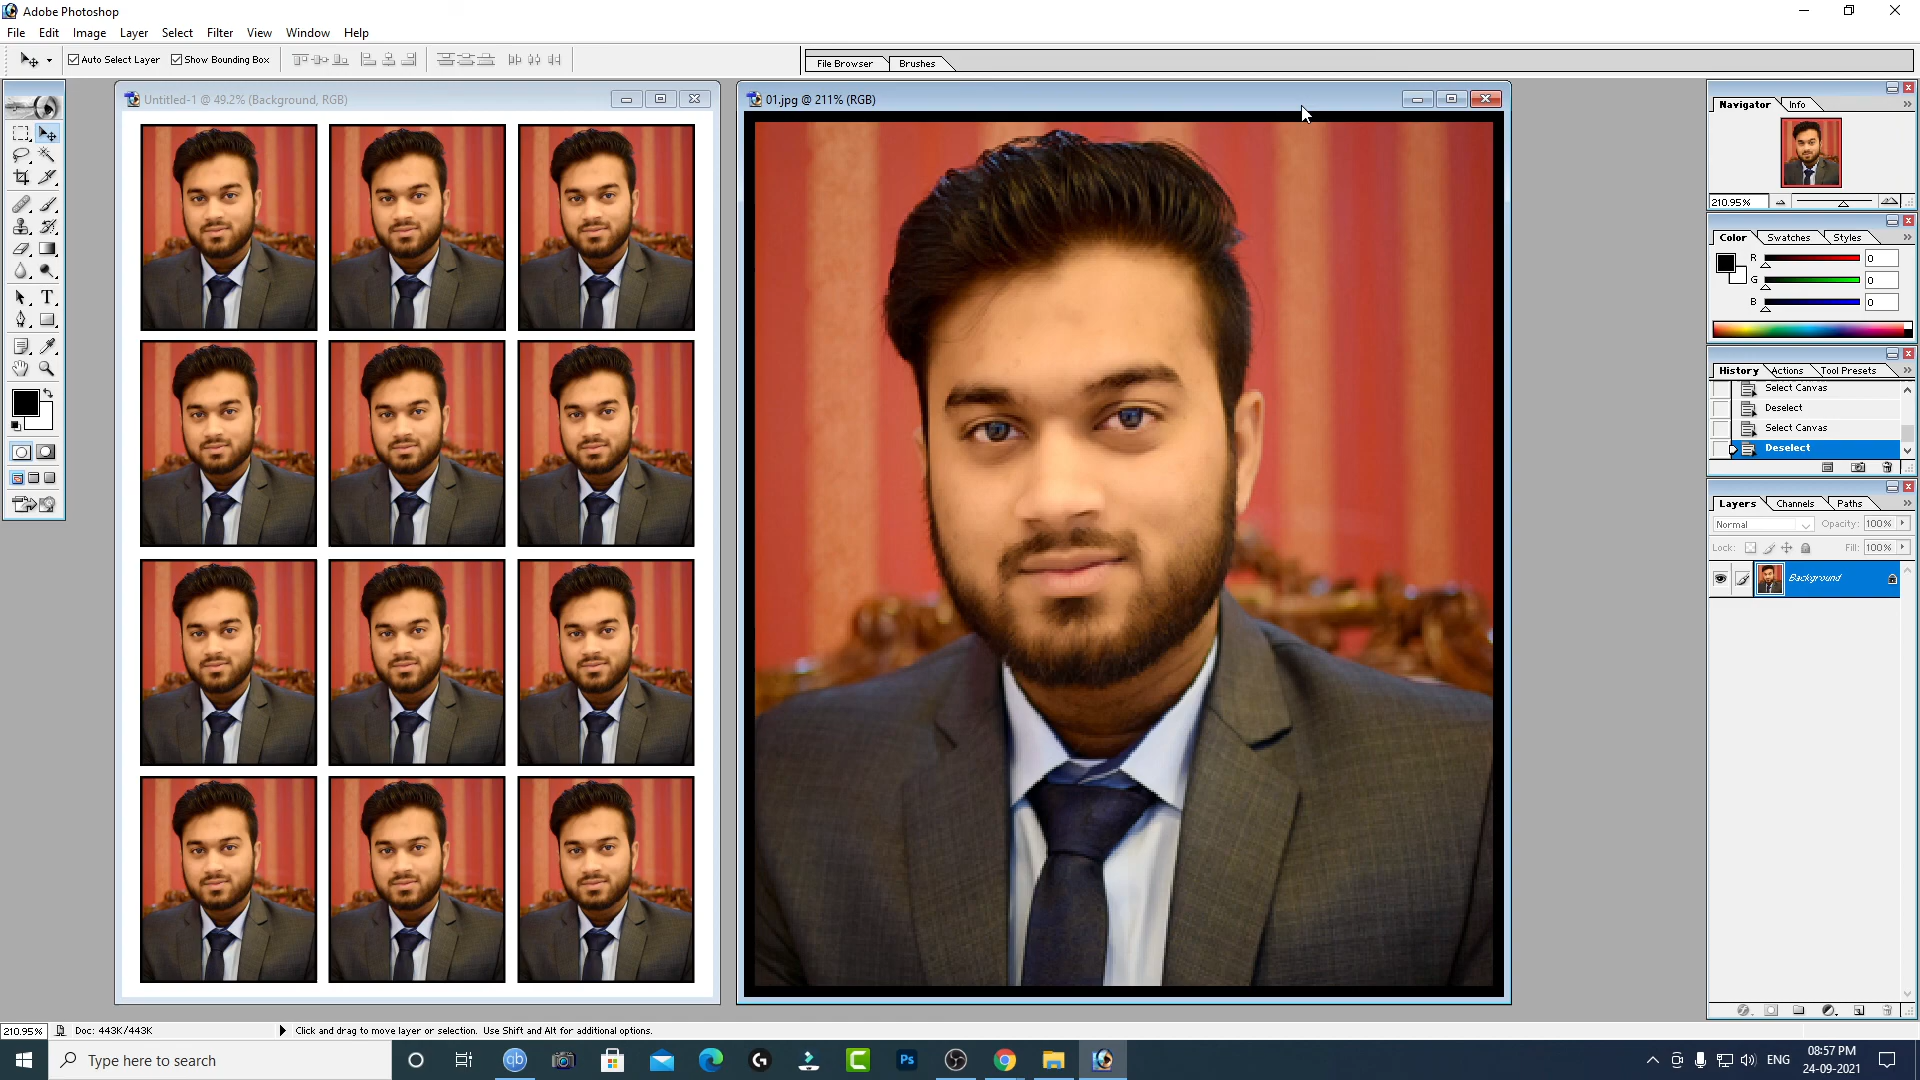 Adobe Photoshop
File Edit Image Layer Select Filter View Window Help
Auto Select Layer Show Bounding Box
File Browser Brushes
Untitled-1 @ 49.2% (Background, RGB)
01.jpg @ 211% (RGB)
Navigator Info
210.95%
Color Swatches Styles
R 0
G 0
B 0
History Actions Tool Presets
Select Canvas
Deselect
Select Canvas
Deselect
Layers Channels Paths
Normal Opacity: 100%
Lock: Fill: 100%
Background
210.95% Doc: 443K/443K Click and drag to move layer or selection. Use Shift and Alt for additional options.
Type here to search
qb
Ps
ENG
08:57 PM
24-09-2021